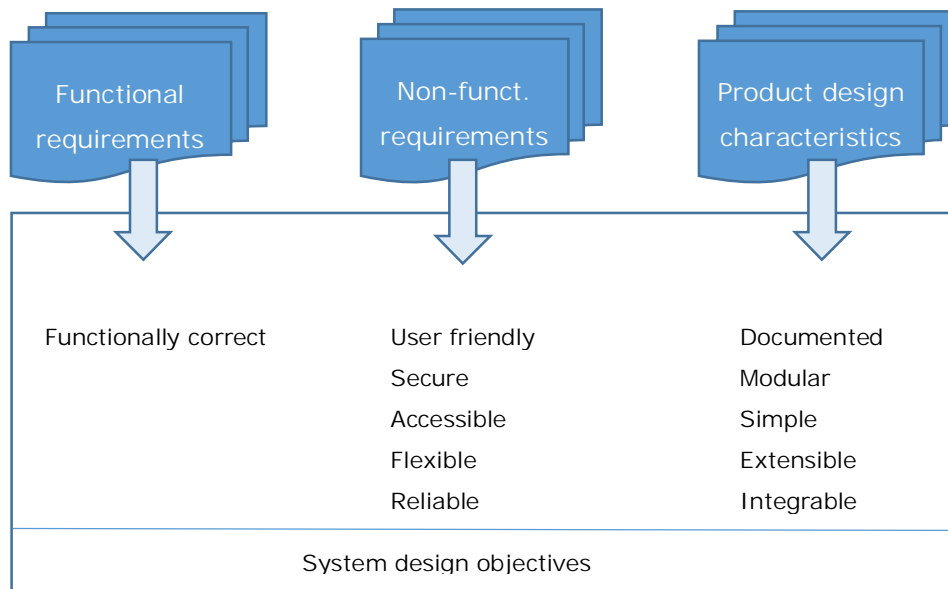 Functional
requirements
Non-funct.
requirements
Product design
characteristics
Functionally correct
User friendly
Secure
Accessible
Flexible
Reliable
Documented
Modular
Simple
Extensible
Integrable
System design objectives